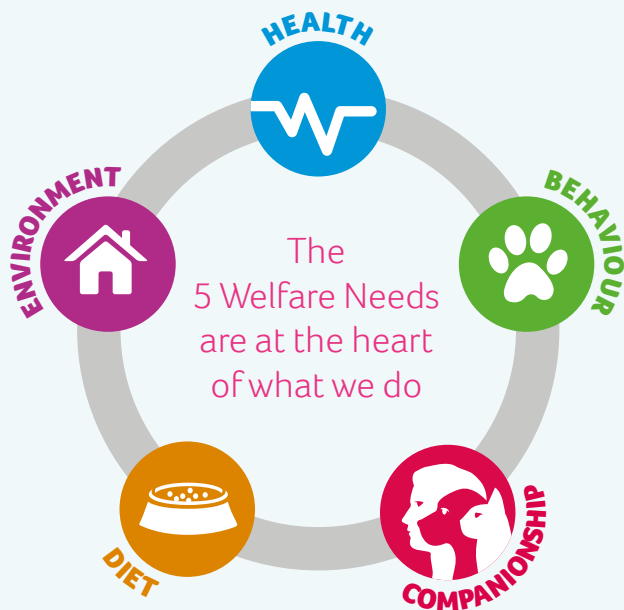 HEALTH
BEHAVIOUR
COMPANIONSHIP
DIET
ENVIRONMENT
The
5 Welfare Needs
are at the heart
of what we do